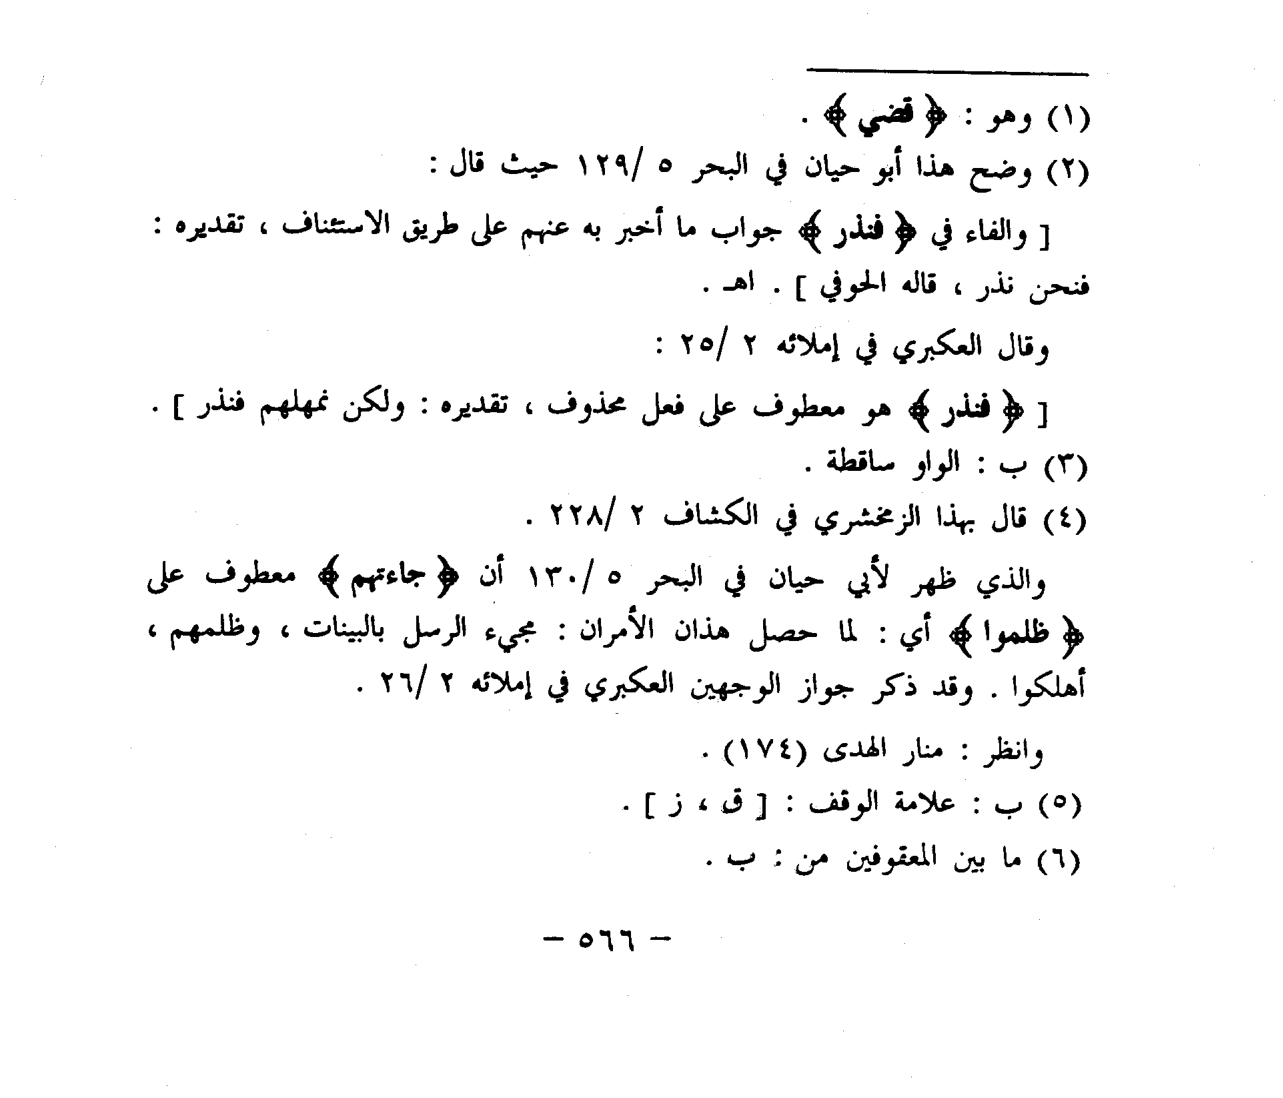 (١) وهو : ﴿ قضي ﴾ .
(٢) وضح هذا أبو حيان في البحر ٥ /١٢٩ حيث قال :
[ والفاء في ﴿ فنذر ﴾ جواب ما أخبر به عنهم على طريق الاستئناف ، تقديره :
فنحن نذر ، قاله الحوفي ] . اهـ .
وقال العكبري في إملائه ٢ /٢٥ :
[ ﴿ فنذر ﴾ هو معطوف على فعل محذوف ، تقديره : ولكن نمهلهم فنذر ] .
(٣) ب : الواو ساقطة .
(٤) قال بهذا الزمخشري في الكشاف ٢ /٢٢٨ .
والذي ظهر لأبي حيان في البحر ٥ /١٣٠ أن ﴿ جاءتهم ﴾ معطوف على
﴿ ظلموا ﴾ أي : لما حصل هذان الأمران : مجيء الرسل بالبينات ، وظلمهم ،
أهلكوا . وقد ذكر جواز الوجهين العكبري في إملائه ٢ /٢٦ .
وانظر : منار الهدى (١٧٤) .
(٥) ب : علامة الوقف : [ ق ، ز ] .
(٦) ما بين المعقوفين من : ب .
– ٥٦٦ –